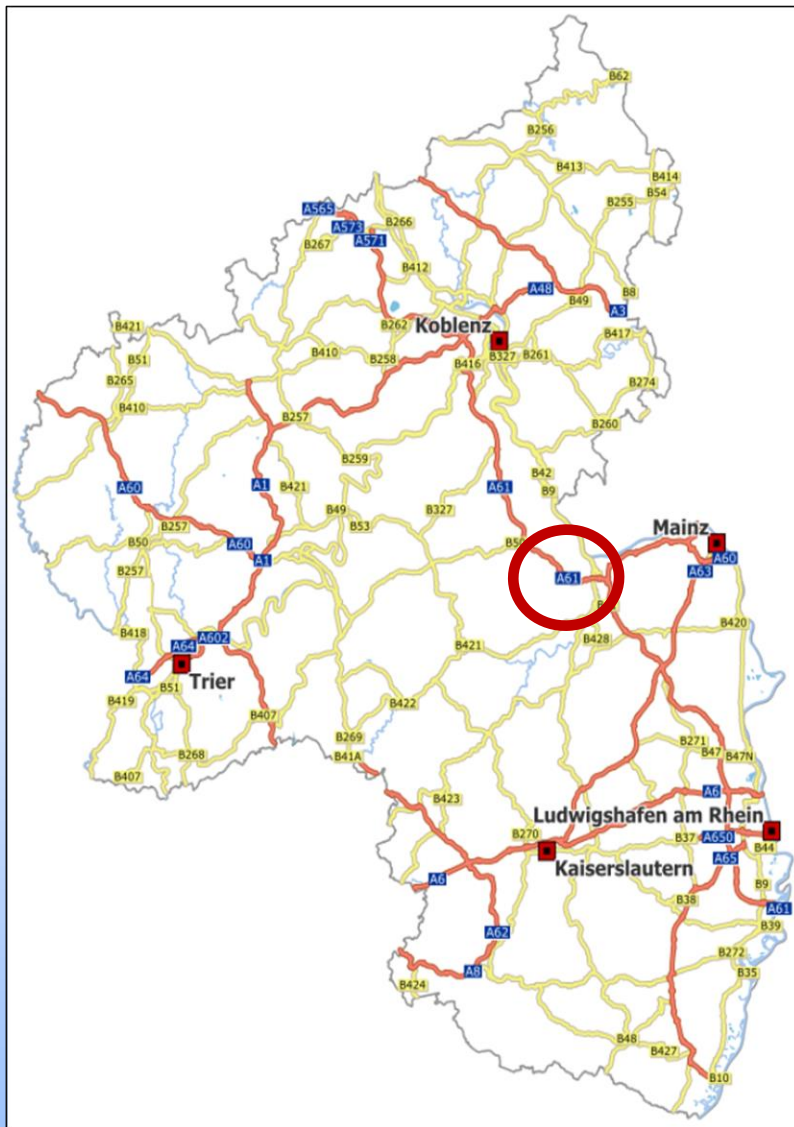 B62
B256
B413
B414
B54
B255
A565
A573
B266
A571
B267
B412
A48
B8
B49
A3
B262
Koblenz
B421
B417
B51
B410
B258
B416
B327
B261
B265
B274
B410
B257
B260
B259
B42
A60
A1
B421
A61
B9
B49
B327
B53
B257
Mainz
B50
A60
B50
A60
A1
A63
B257
A61
B420
B418
A602
B428
A64
B421
A64
Trier
B51
B419
B422
B407
B269
B271
B268
B41A
B47
B47N
B407
A6
B423
Ludwigshafen am Rhein
B270
B37
A650
B44
Kaiserslautern
A65
A6
B9
B38
A61
B39
A62
B272
A8
B35
B424
B48
B427
B10